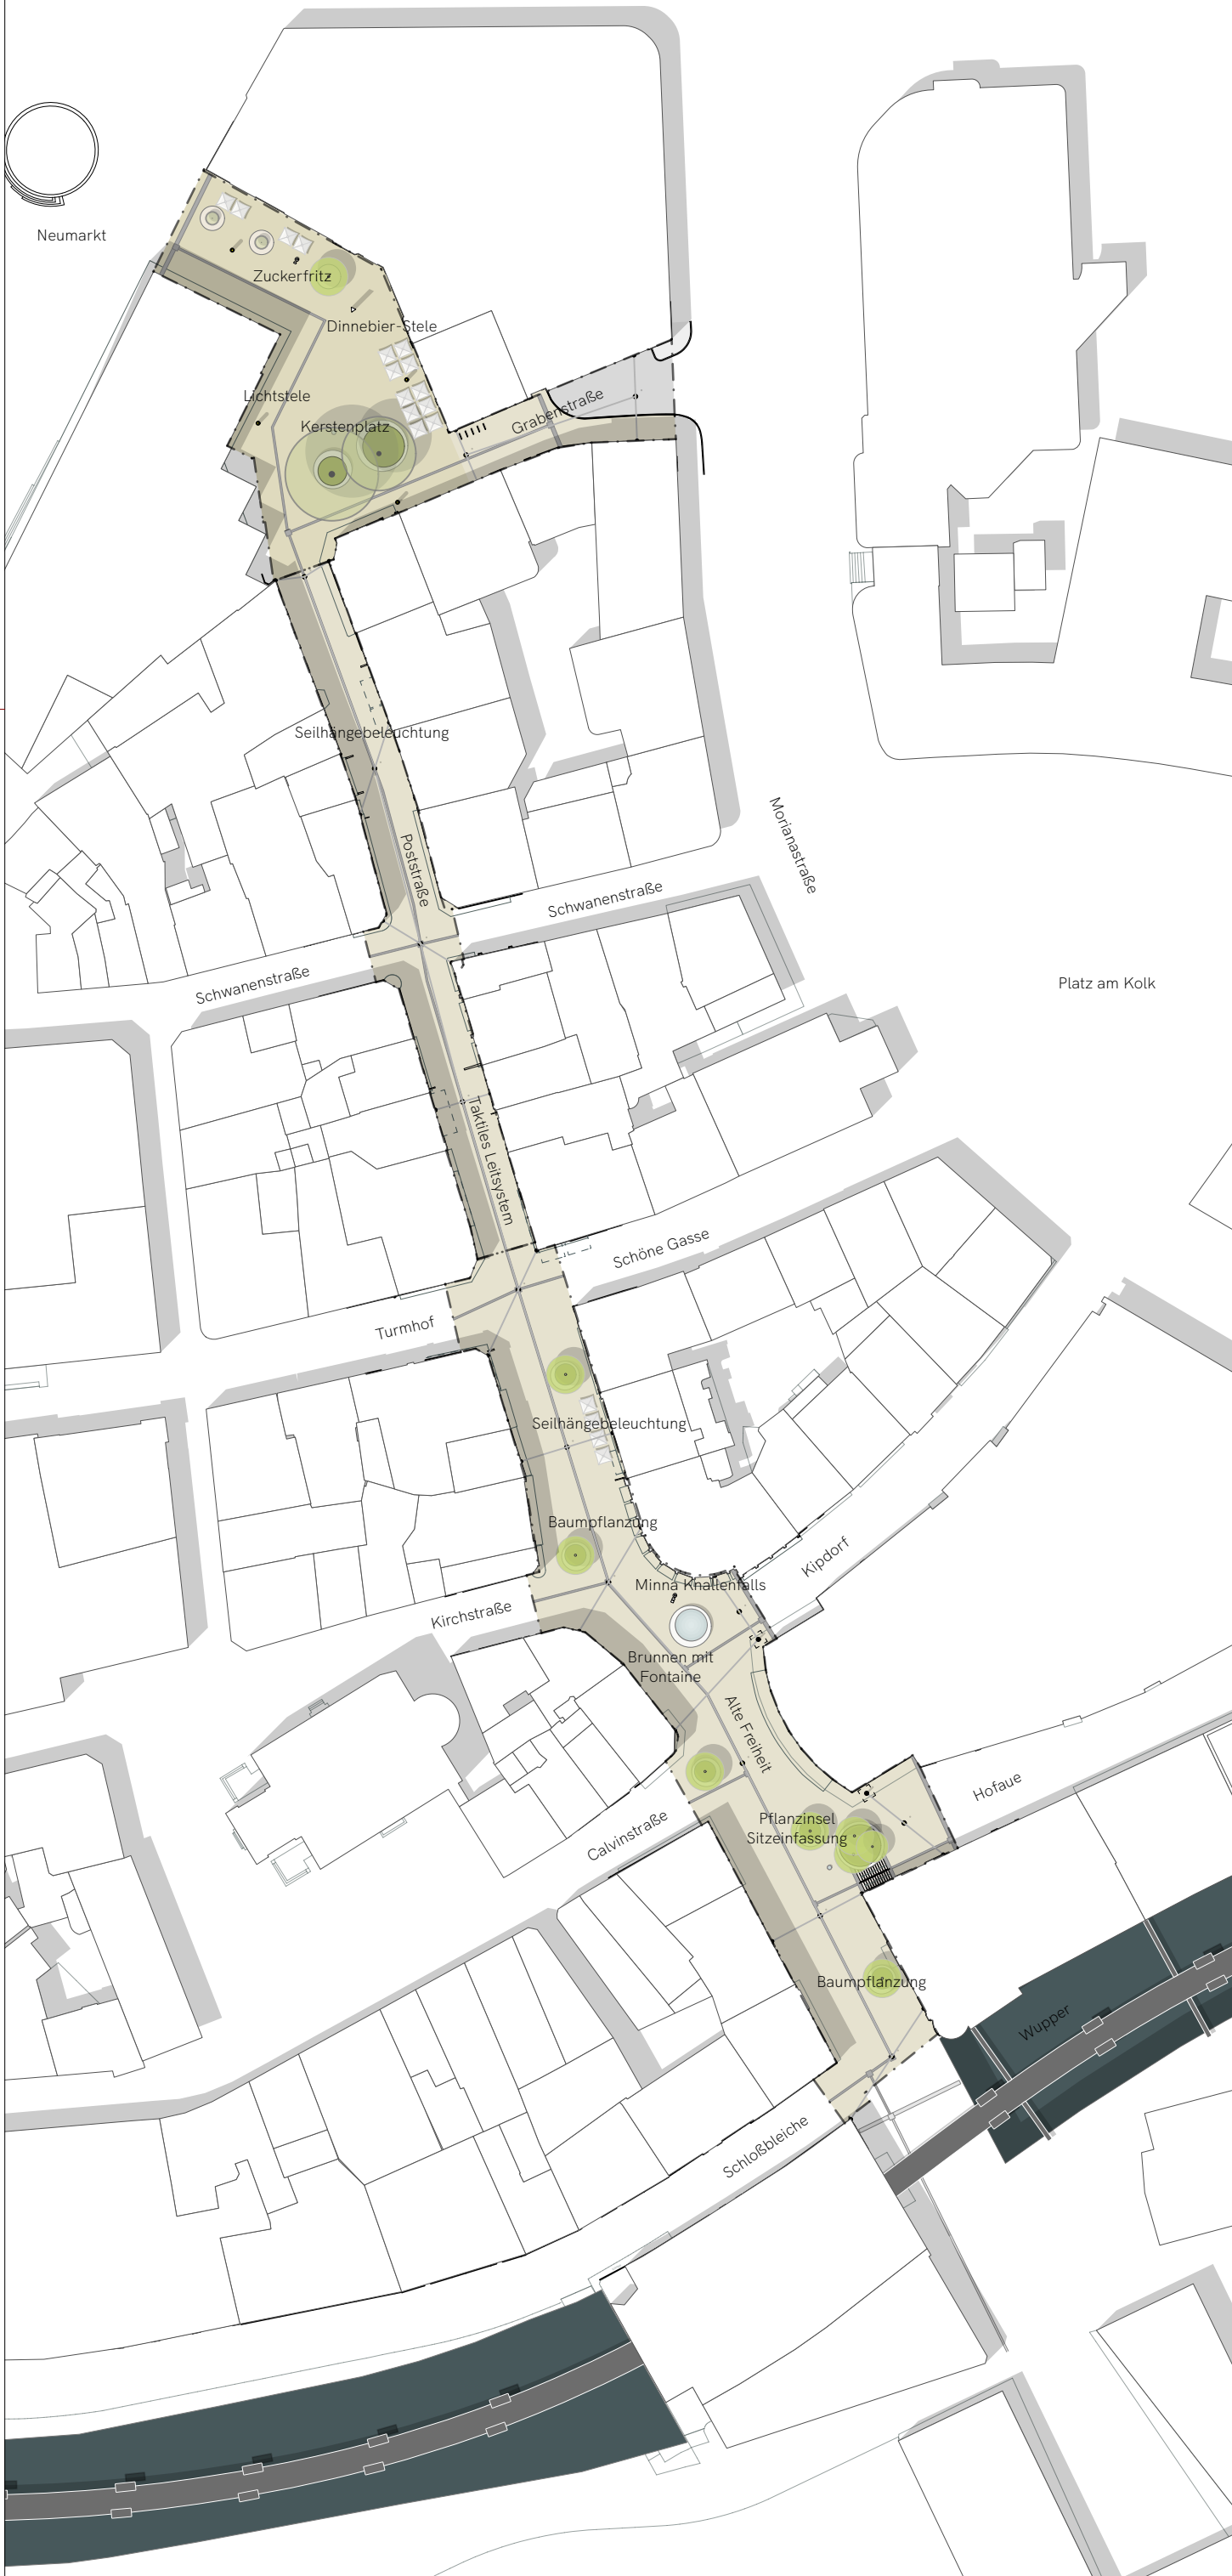 Neumarkt
Zuckerfritz
Dinnebier-Stele
Lichtstele
Grabenstraße
Kerstenplatz
Seilhängebeleuchtung
Morianstraße
Poststraße
Schwanenstraße
Schwanenstraße
Platz am Kolk
Taktiles Leitsystem
Schöne Gasse
Turmhof
Seilhängebeleuchtung
Baumpflanzung
Kipdorf
Minna Knallenfalls
Kirchstraße
Brunnen mit
Fontaine
Alte Freiheit
Hofaue
Pflanzinsel
Sitzeinfassung
Calvinstraße
Baumpflanzung
Wupper
Schloßbleiche